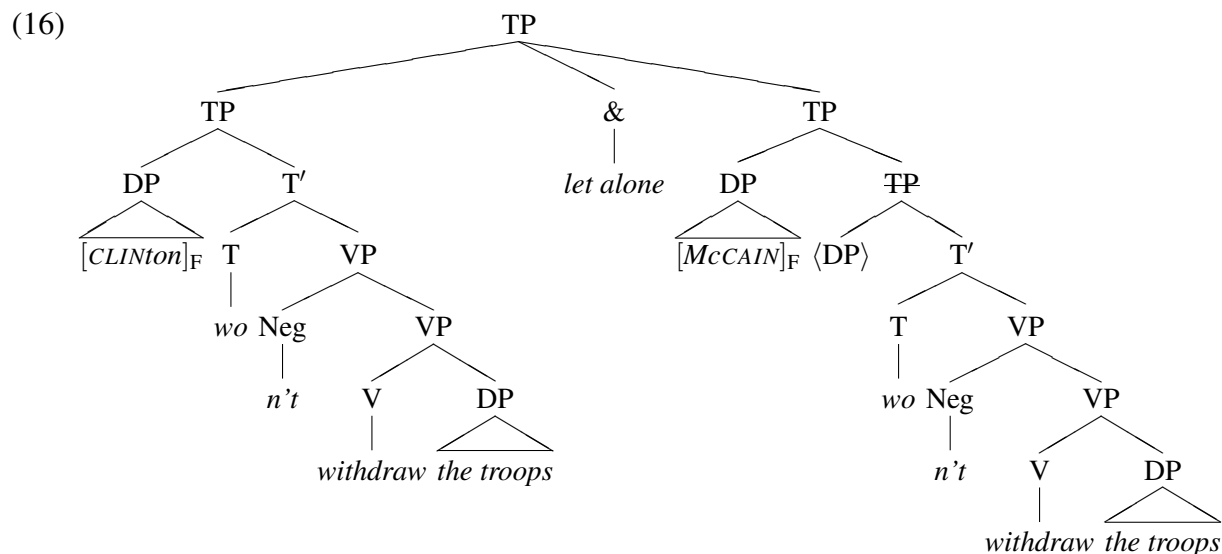 (16) TP
TP & TP
DP T′ let alone DP TP
[CLINton]F T VP [McCAIN]F ⟨DP⟩ T′
wo Neg VP T VP
n't V DP wo Neg VP
withdraw the troops n't V DP
withdraw the troops